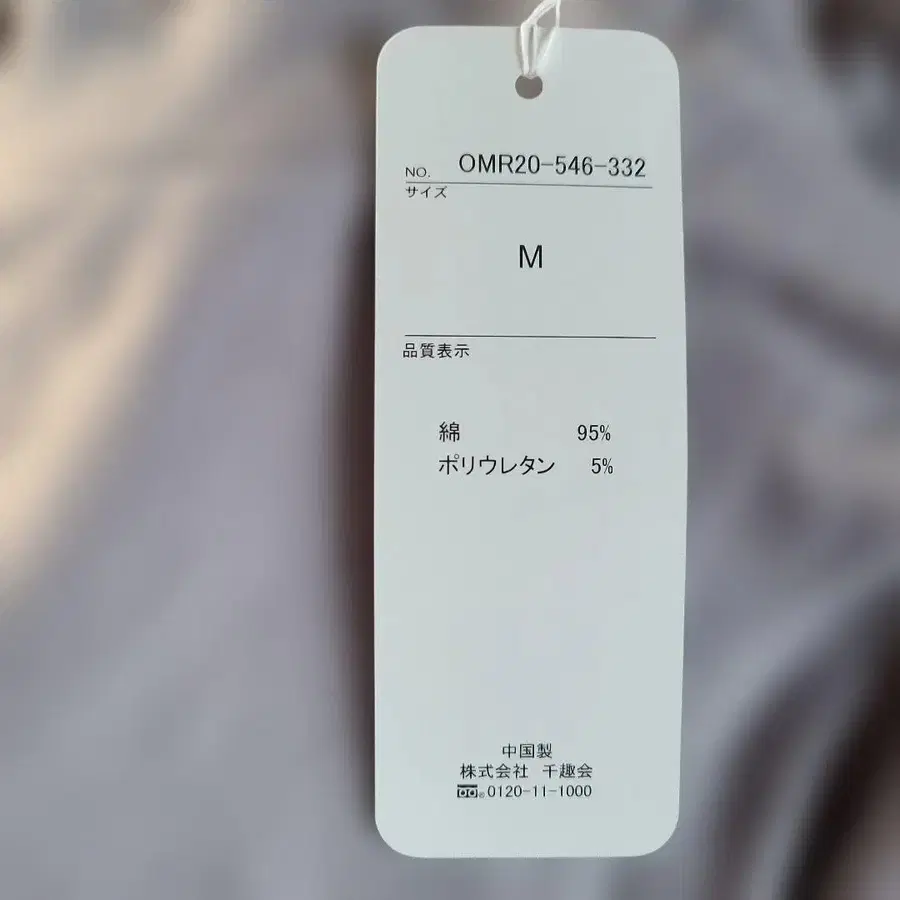 NO. OMR20-546-332
サイズ
M
品質表示
綿 95%
ポリウレタン 5%
中国製
株式会社 千趣会
®0120-11-1000